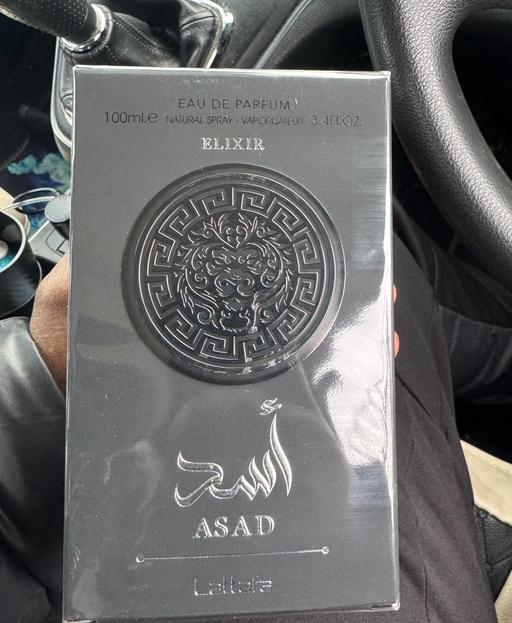 EAU DE PARFUM
100ml.e NATURAL SPRAY - VAPORISATEUR 3.4FL.OZ.
ELIXIR
أسد
ASAD
Lattafa